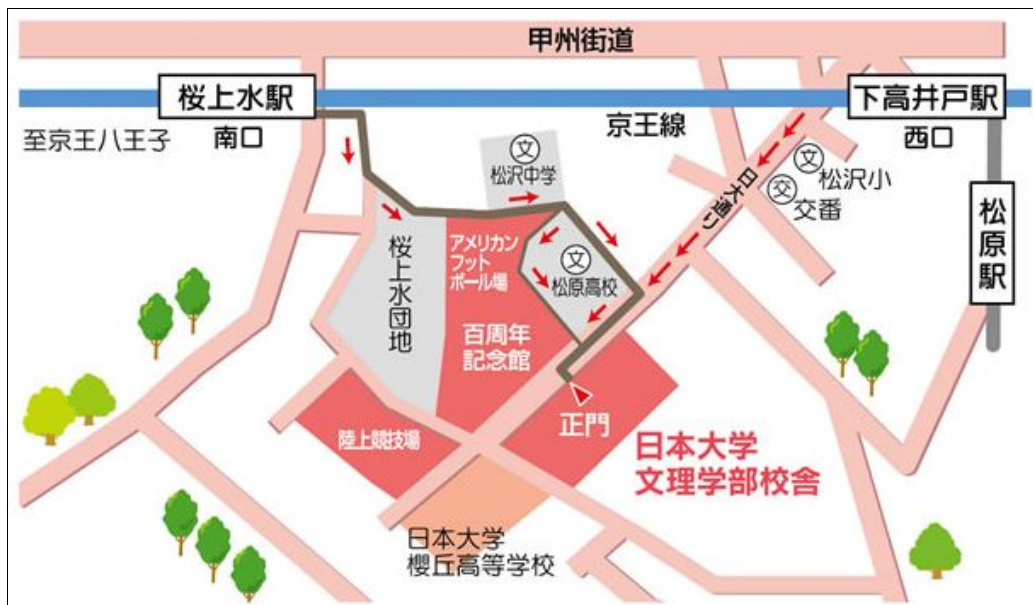 甲州街道
桜上水駅
下高井戸駅
京王線
至京王八王子
南口
西口
文
松沢中学
文
松沢小
交
交番
日大通り
松原駅
アメリカン
フット
ボール場
文
松原高校
桜上水団地
百周年
記念館
正門
陸上競技場
日本大学
文理学部校舎
日本大学
櫻丘高等学校